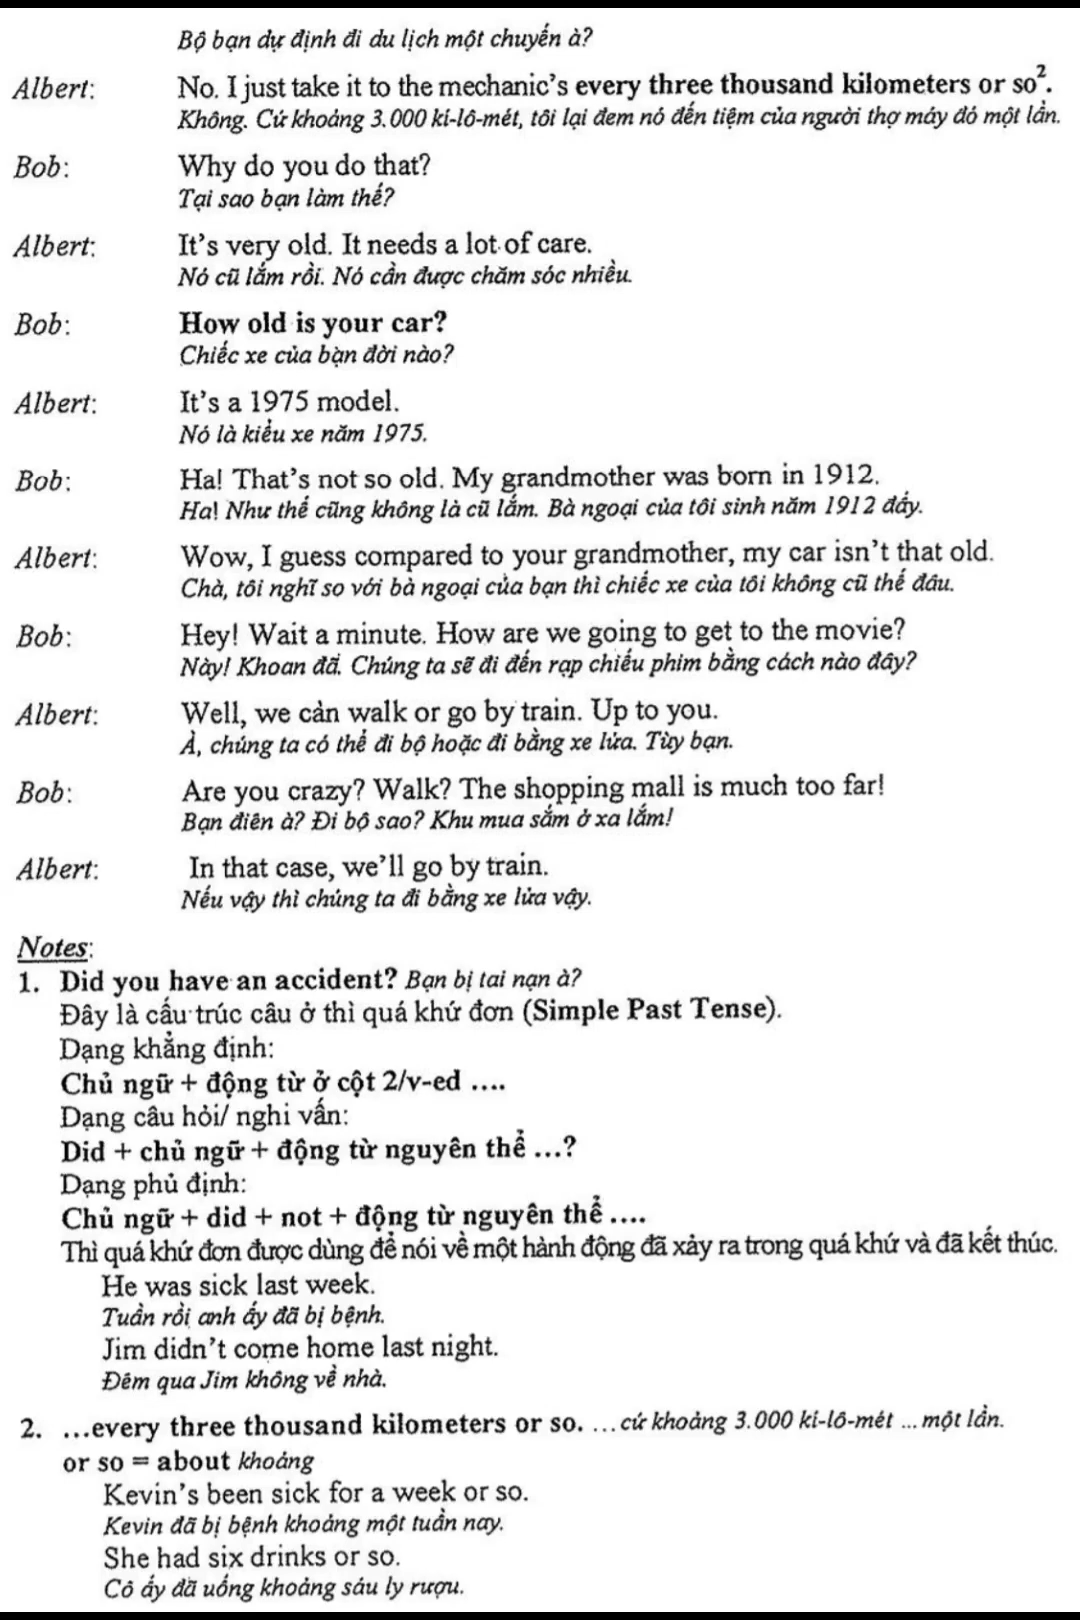 Bộ bạn dự định đi du lịch một chuyến à?
Albert: No. I just take it to the mechanic's every three thousand kilometers or so².
Không. Cứ khoảng 3.000 kí-lô-mét, tôi lại đem nó đến tiệm của người thợ máy đó một lần.
Bob: Why do you do that?
Tại sao bạn làm thế?
Albert: It's very old. It needs a lot of care.
Nó cũ lắm rồi. Nó cần được chăm sóc nhiều.
Bob: How old is your car?
Chiếc xe của bạn đời nào?
Albert: It's a 1975 model.
Nó là kiểu xe năm 1975.
Bob: Ha! That's not so old. My grandmother was born in 1912.
Ha! Như thế cũng không là cũ lắm. Bà ngoại của tôi sinh năm 1912 đấy.
Albert: Wow, I guess compared to your grandmother, my car isn't that old.
Chà, tôi nghĩ so với bà ngoại của bạn thì chiếc xe của tôi không cũ thế đâu.
Bob: Hey! Wait a minute. How are we going to get to the movie?
Này! Khoan đã. Chúng ta sẽ đi đến rạp chiếu phim bằng cách nào đây?
Albert: Well, we can walk or go by train. Up to you.
À, chúng ta có thể đi bộ hoặc đi bằng xe lửa. Tùy bạn.
Bob: Are you crazy? Walk? The shopping mall is much too far!
Bạn điên à? Đi bộ sao? Khu mua sắm ở xa lắm!
Albert: In that case, we'll go by train.
Nếu vậy thì chúng ta đi bằng xe lửa vậy.
Notes:
1. Did you have an accident? Bạn bị tai nạn à?
Đây là cấu trúc câu ở thì quá khứ đơn (Simple Past Tense).
Dạng khẳng định:
Chủ ngữ + động từ ở cột 2/v-ed ....
Dạng câu hỏi/ nghi vấn:
Did + chủ ngữ + động từ nguyên thể ...?
Dạng phủ định:
Chủ ngữ + did + not + động từ nguyên thể ....
Thì quá khứ đơn được dùng để nói về một hành động đã xảy ra trong quá khứ và đã kết thúc.
He was sick last week.
Tuần rồi anh ấy đã bị bệnh.
Jim didn't come home last night.
Đêm qua Jim không về nhà.
2. ...every three thousand kilometers or so. ...cứ khoảng 3.000 kí-lô-mét ... một lần.
or so = about khoảng
Kevin's been sick for a week or so.
Kevin đã bị bệnh khoảng một tuần nay.
She had six drinks or so.
Cô ấy đã uống khoảng sáu ly rượu.